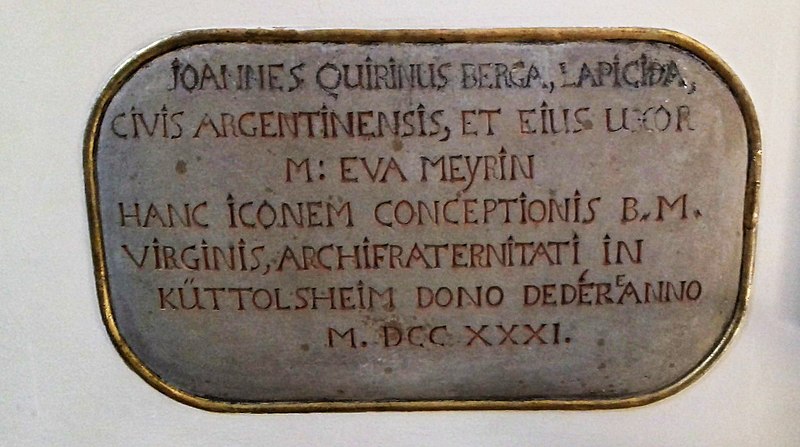 JOANNES QUIRINUS BERGA, LAPICIDA,
CIVIS ARGENTINENSIS, ET EIUS UXOR
M: EVA MEYRIN
HANC ICONEM CONCEPTIONIS B. M.
VIRGINIS, ARCHIFRATERNITATI IN
KÜTTOLSHEIM DONO DEDÉRE ANNO
M. DCC XXXI.